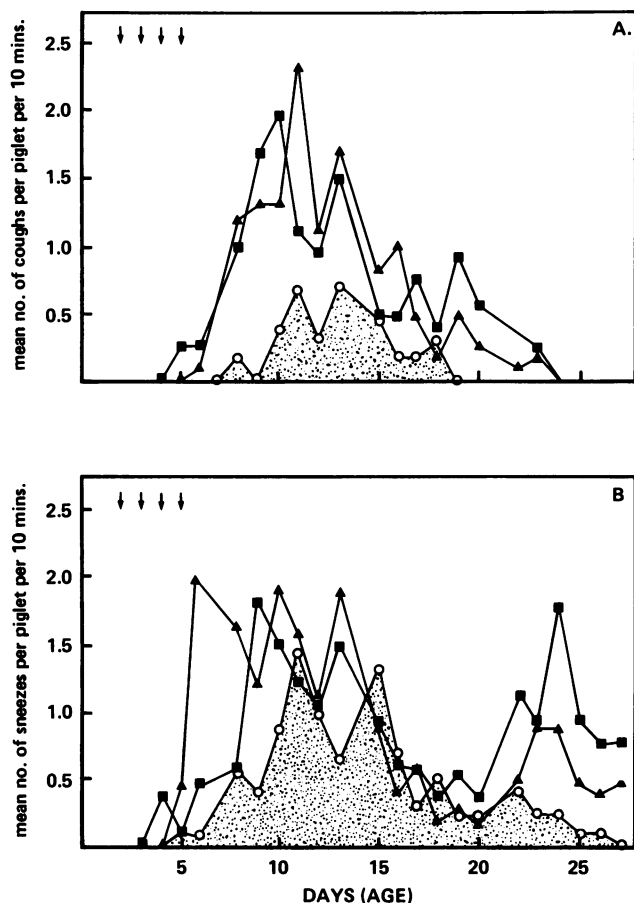 A.
mean no. of coughs per piglet per 10 mins.
2.5
2.0
1.5
1.0
0.5
B
mean no. of sneezes per piglet per 10 mins.
2.5
2.0
1.5
1.0
0.5
5 10 15 20 25
DAYS (AGE)